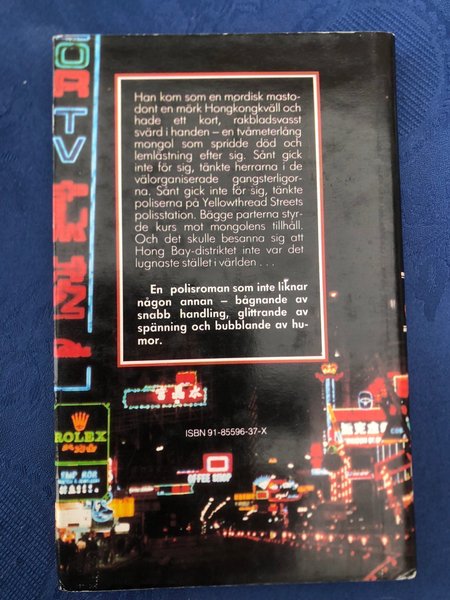 OR
TV
Han kom som en mordisk masto-
dont en mörk Hongkongkväll och
hade ett kort, rakbladsvasst
svärd i handen – en tvåmeterlång
mongol som spridde död och
lemlästning efter sig. Sånt gick
inte för sig, tänkte herrarna i de
välorganiserade gangsterligor-
na. Sånt gick inte för sig, tänkte
poliserna på Yellowthread Streets
polisstation. Bägge parterna styr-
de kurs mot mongolens tillhåll.
Och det skulle besanna sig att
Hong Bay-distriktet inte var det
lugnaste stället i världen . . .
En polisroman som inte liknar
någon annan – bågnande av
snabb handling, glittrande av
spänning och bubblande av hu-
mor.
ISBN 91-85596-37-X
ROLEX
OFFEE SHOP